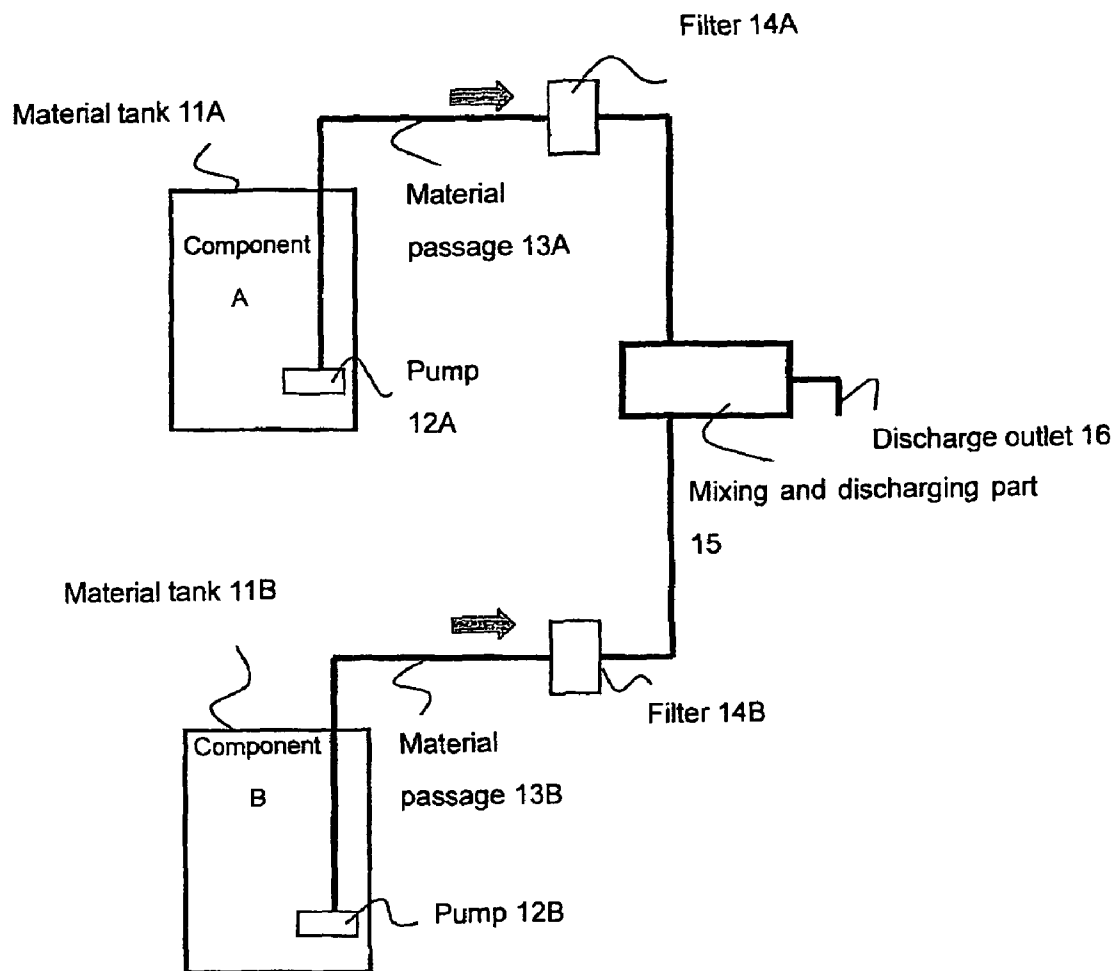 Filter 14A
Material tank 11A
Material
passage 13A
Component
A
Pump
12A
Discharge outlet 16
Mixing and discharging part
15
Material tank 11B
Filter 14B
Component
B
Material
passage 13B
Pump 12B